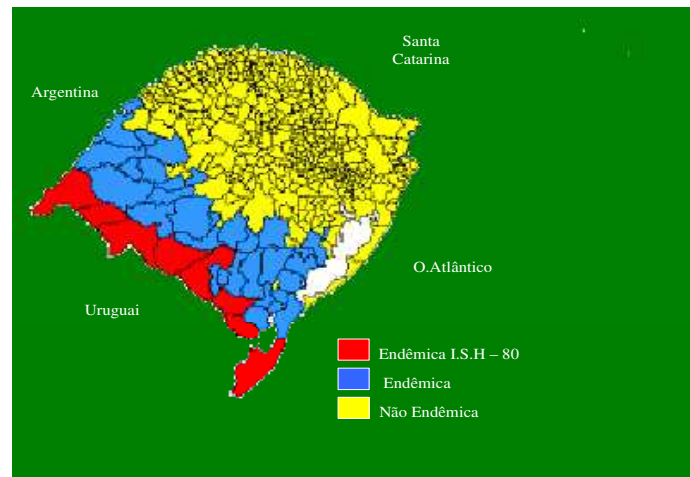 Santa
Catarina
Argentina
O.Atlântico
Uruguai
Endêmica I.S.H – 80
Endêmica
Não Endêmica